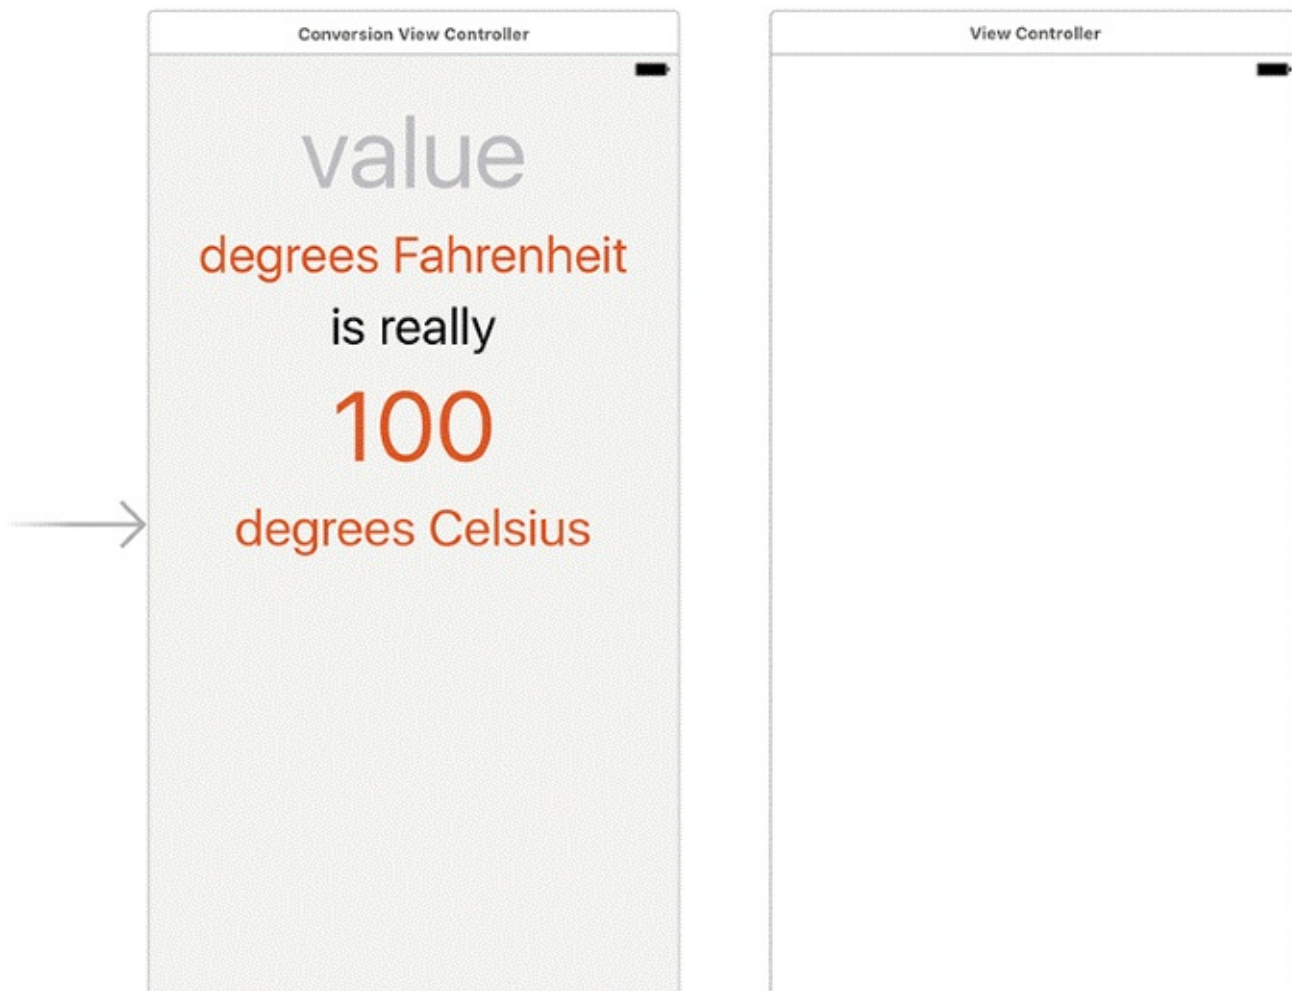 Conversion View Controller
value
degrees Fahrenheit
is really
100
degrees Celsius
View Controller